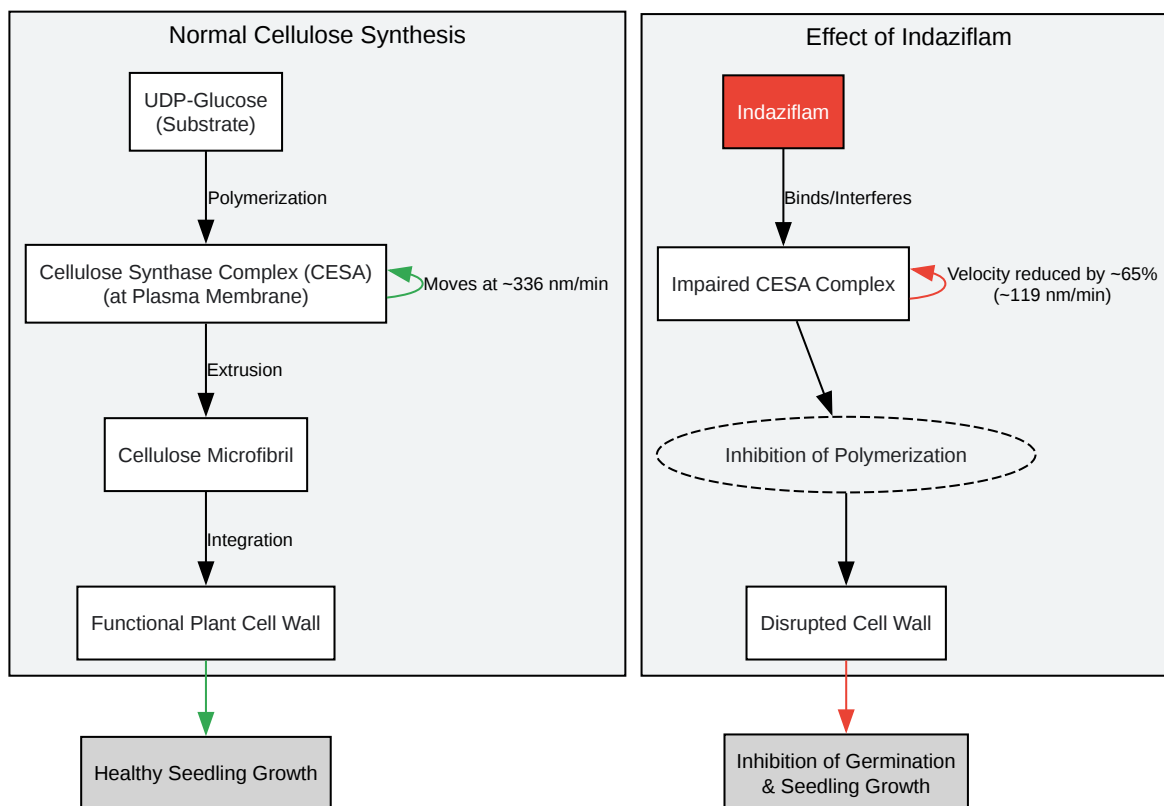 Normal Cellulose Synthesis
UDP-Glucose
(Substrate)
Polymerization
Cellulose Synthase Complex (CESA)
(at Plasma Membrane)
Moves at ~336 nm/min
Extrusion
Cellulose Microfibril
Integration
Functional Plant Cell Wall
Healthy Seedling Growth
Effect of Indaziflam
Indaziflam
Binds/Interferes
Impaired CESA Complex
Velocity reduced by ~65%
(~119 nm/min)
Inhibition of Polymerization
Disrupted Cell Wall
Inhibition of Germination
& Seedling Growth